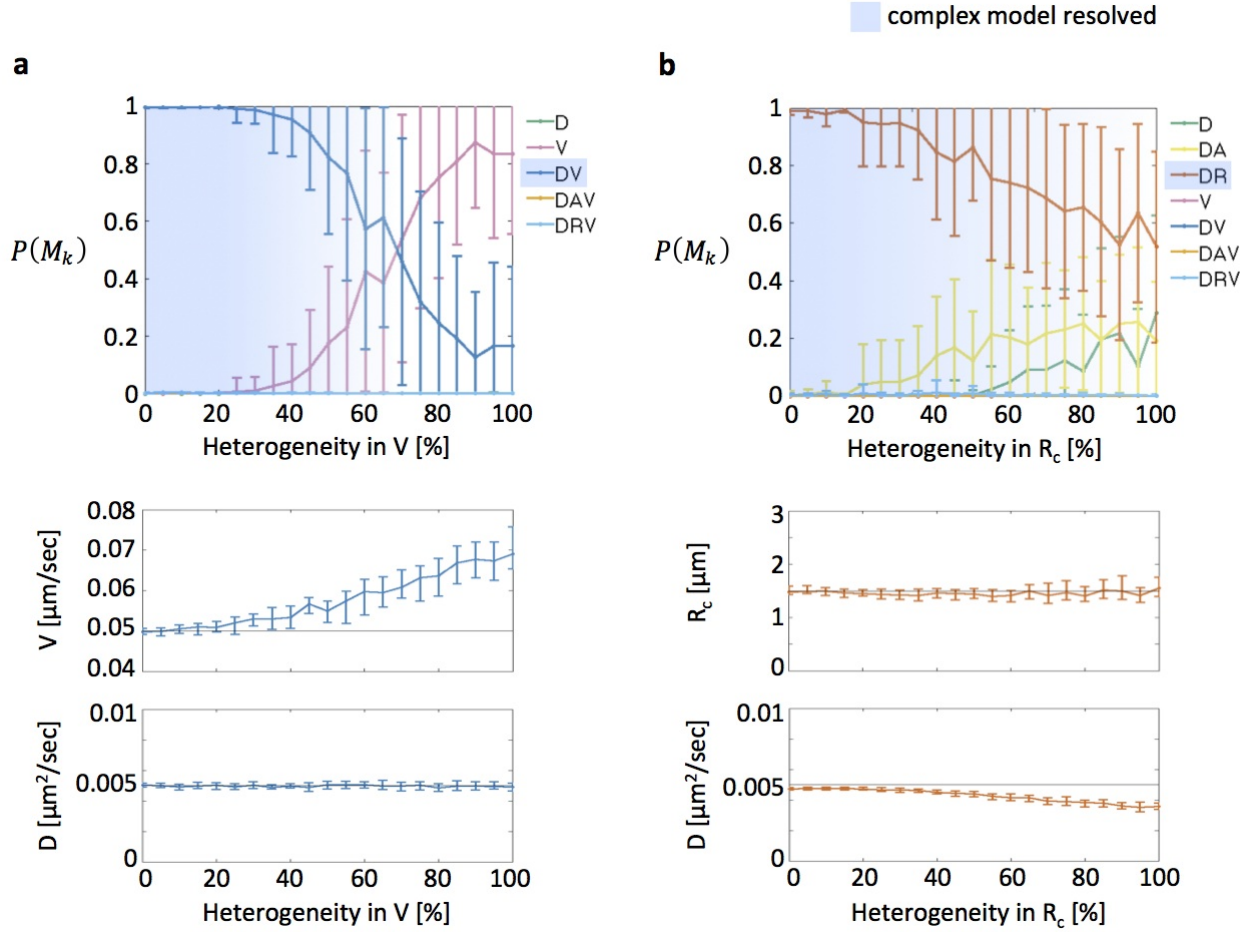 complex model resolved
a
1
0.8
0.6
0.4
0.2
0
P(M_k)
0 20 40 60 80 100
Heterogeneity in V [%]
D
V
DV
DAV
DRV
0.08
0.07
0.06
0.05
0.04
V [μm/sec]
0.01
0.005
0
D [μm²/sec]
0 20 40 60 80 100
Heterogeneity in V [%]
b
1
0.8
0.6
0.4
0.2
0
P(M_k)
0 20 40 60 80 100
Heterogeneity in R_c [%]
D
DA
DR
V
DV
DAV
DRV
3
2
1
0
R_c [μm]
0.01
0.005
0
D [μm²/sec]
0 20 40 60 80 100
Heterogeneity in R_c [%]